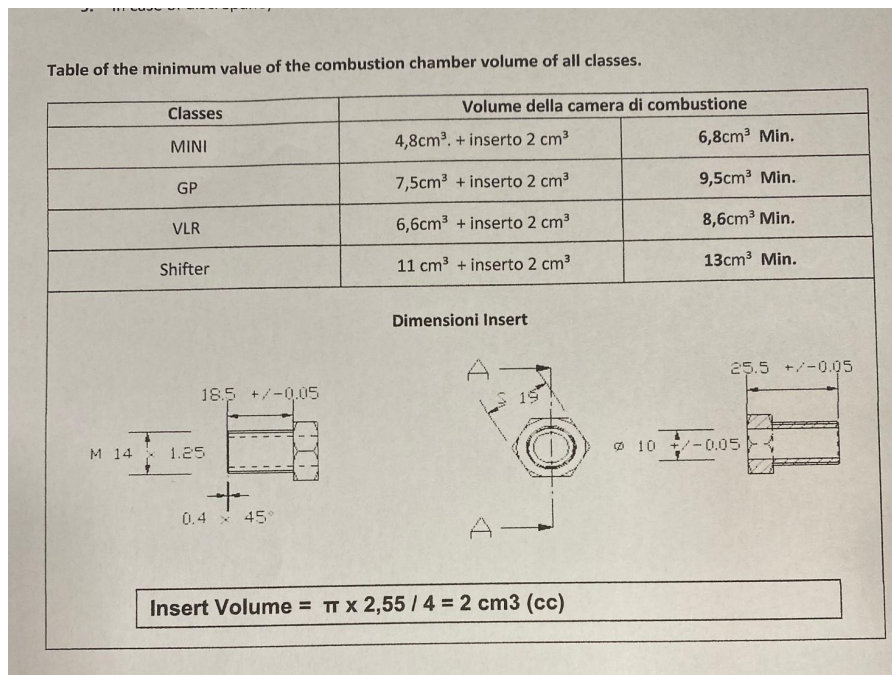 Table of the minimum value of the combustion chamber volume of all classes.
Classes Volume della camera di combustione
MINI 4,8cm³. + inserto 2 cm³ 6,8cm³ Min.
GP 7,5cm³ + inserto 2 cm³ 9,5cm³ Min.
VLR 6,6cm³ + inserto 2 cm³ 8,6cm³ Min.
Shifter 11 cm³ + inserto 2 cm³ 13cm³ Min.
Dimensioni Insert
18.5 +/-0.05
M 14 x 1.25
0.4 x 45°
A
S 19
A
25.5 +/-0.05
ø 10 +/-0.05
Insert Volume = π x 2,55 / 4 = 2 cm3 (cc)